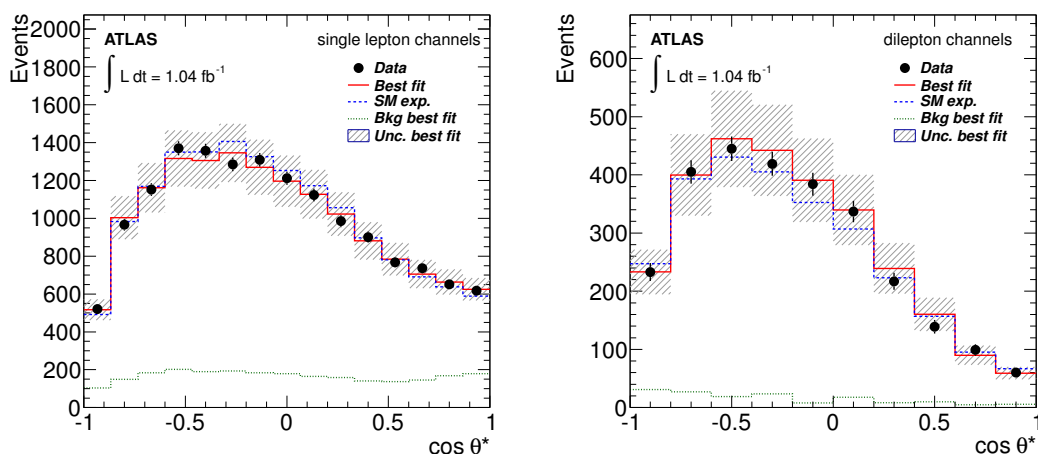 Events
2000
1800
1600
1400
1200
1000
800
600
400
200
0
ATLAS
single lepton channels
∫ L dt = 1.04 fb⁻¹
Data
Best fit
SM exp.
Bkg best fit
Unc. best fit
-1 -0.5 0 0.5 1
cos θ*
Events
600
500
400
300
200
100
0
ATLAS
dilepton channels
∫ L dt = 1.04 fb⁻¹
Data
Best fit
SM exp.
Bkg best fit
Unc. best fit
-1 -0.5 0 0.5 1
cos θ*